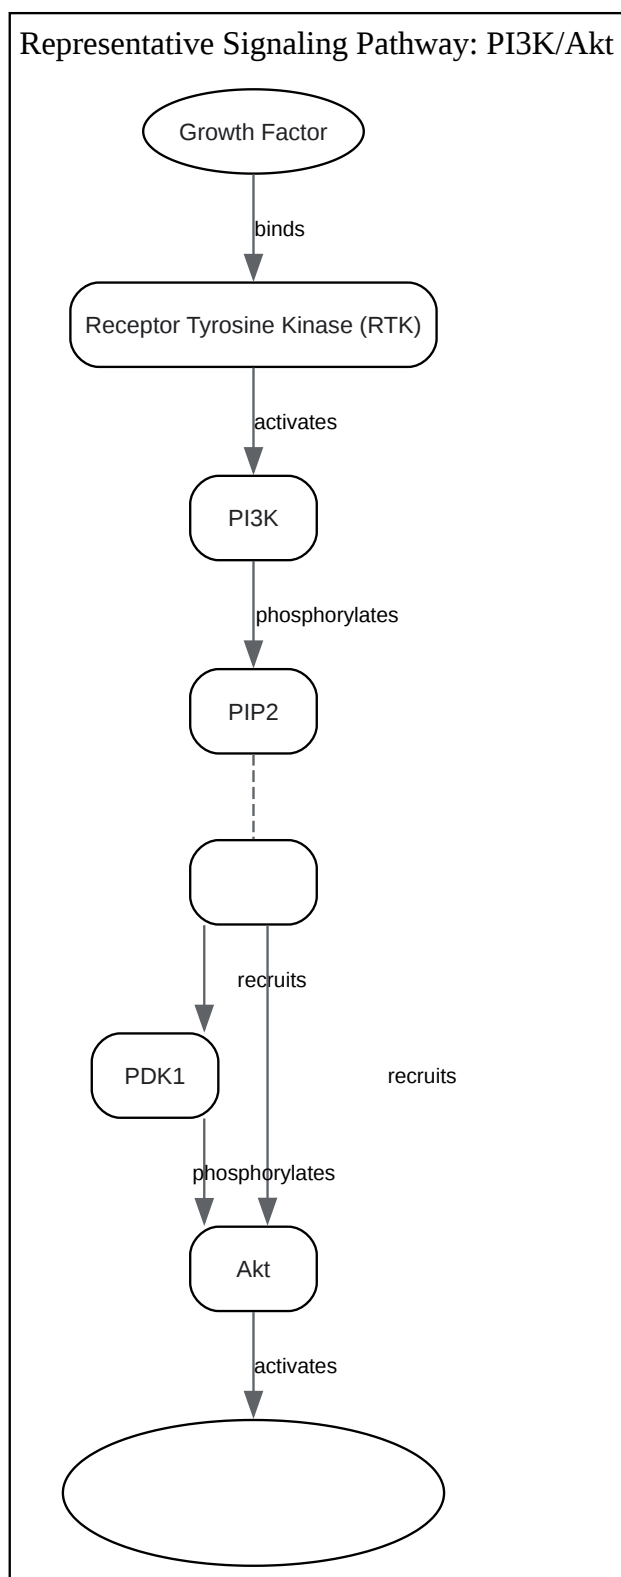 Representative Signaling Pathway: PI3K/Akt
Growth Factor
binds
Receptor Tyrosine Kinase (RTK)
activates
PI3K
phosphorylates
PIP2
recruits
PDK1
recruits
phosphorylates
Akt
activates